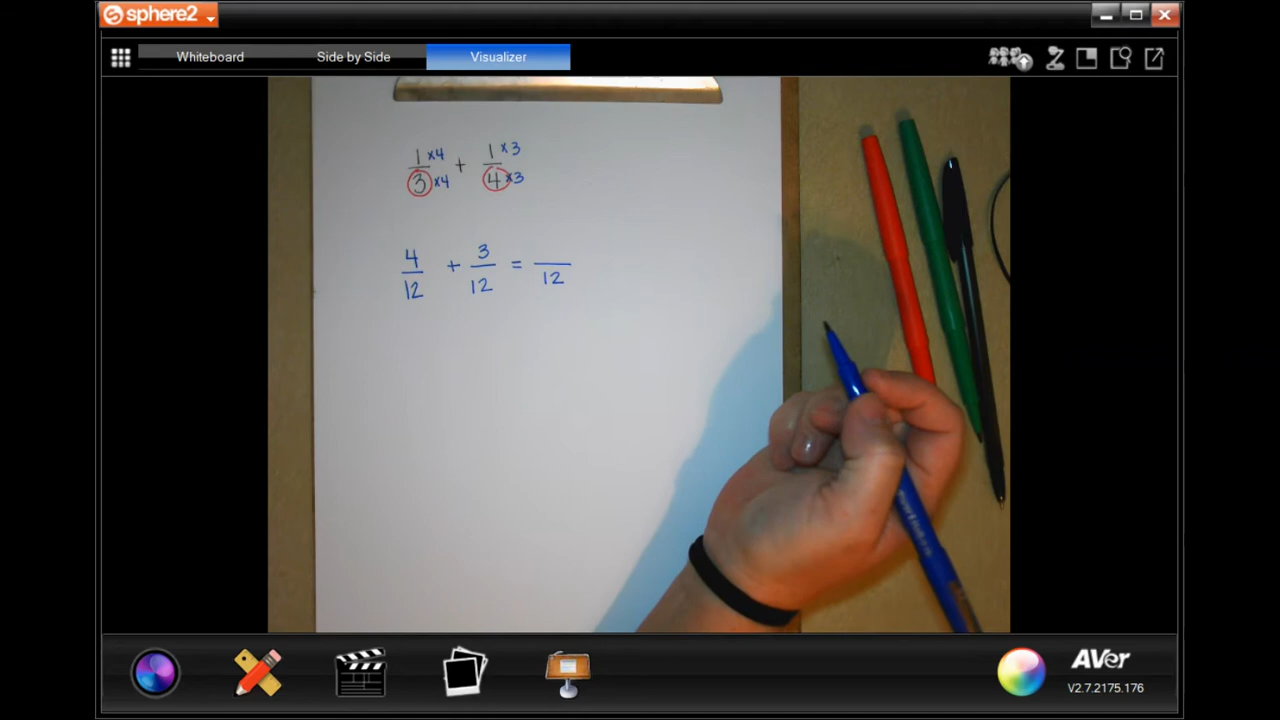 sphere2
Whiteboard Side by Side Visualizer
1 ×4 + 1 ×3
3 ×4 4 ×3
4 + 3 =
12 12 12
AVer
V2.7.2175.176